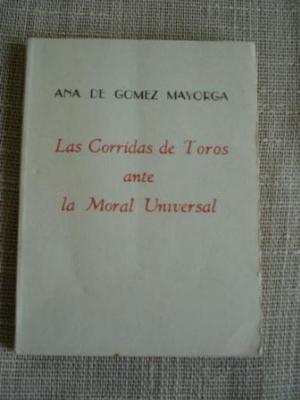 ANA DE GOMEZ MAYORGA
Las Corridas de Toros
ante
la Moral Universal